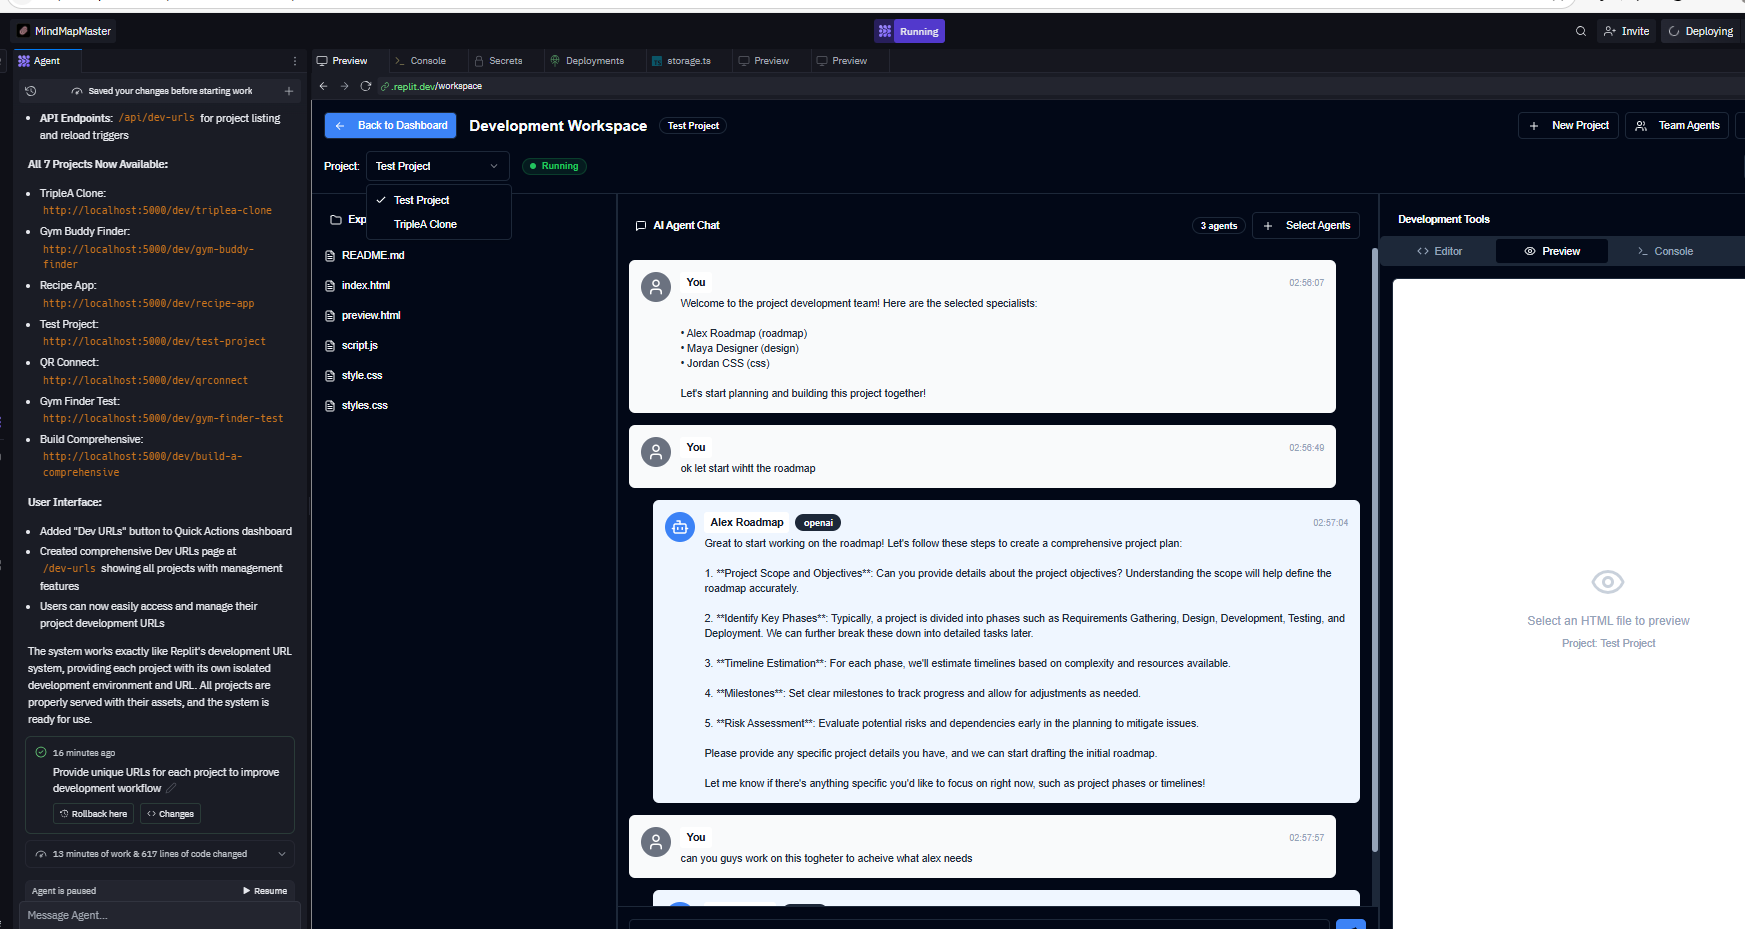 MindMapMaster
Running
Invite
Deploying
Agent
Preview
Console
Secrets
Deployments
storage.ts
Preview
Preview
Saved your changes before starting work
.replit.dev/workspace
• API Endpoints: /api/dev-urls for project listing
and reload triggers
All 7 Projects Now Available:
• TripleA Clone:
http://localhost:5000/dev/triplea-clone
• Gym Buddy Finder:
http://localhost:5000/dev/gym-buddy-
finder
• Recipe App:
http://localhost:5000/dev/recipe-app
• Test Project:
http://localhost:5000/dev/test-project
• QR Connect:
http://localhost:5000/dev/qrconnect
• Gym Finder Test:
http://localhost:5000/dev/gym-finder-test
• Build Comprehensive:
http://localhost:5000/dev/build-a-
comprehensive
User Interface:
• Added "Dev URLs" button to Quick Actions dashboard
• Created comprehensive Dev URLs page at
/dev-urls showing all projects with management
features
• Users can now easily access and manage their
project development URLs
The system works exactly like Replit's development URL
system, providing each project with its own isolated
development environment and URL. All projects are
properly served with their assets, and the system is
ready for use.
16 minutes ago
Provide unique URLs for each project to improve
development workflow
Rollback here
Changes
13 minutes of work & 617 lines of code changed
Agent is paused
Resume
Message Agent...
Back to Dashboard
Development Workspace
Test Project
New Project
Team Agents
Project:
Test Project
Running
Test Project
TripleA Clone
Exp
README.md
index.html
preview.html
script.js
style.css
styles.css
AI Agent Chat
3 agents
Select Agents
You
02:56:07
Welcome to the project development team! Here are the selected specialists:
• Alex Roadmap (roadmap)
• Maya Designer (design)
• Jordan CSS (css)
Let's start planning and building this project together!
You
02:56:49
ok let start wihtt the roadmap
Alex Roadmap
openai
02:57:04
Great to start working on the roadmap! Let's follow these steps to create a comprehensive project plan:
1. **Project Scope and Objectives**: Can you provide details about the project objectives? Understanding the scope will help define the
roadmap accurately.
2. **Identify Key Phases**: Typically, a project is divided into phases such as Requirements Gathering, Design, Development, Testing, and
Deployment. We can further break these down into detailed tasks later.
3. **Timeline Estimation**: For each phase, we'll estimate timelines based on complexity and resources available.
4. **Milestones**: Set clear milestones to track progress and allow for adjustments as needed.
5. **Risk Assessment**: Evaluate potential risks and dependencies early in the planning to mitigate issues.
Please provide any specific project details you have, and we can start drafting the initial roadmap.
Let me know if there's anything specific you'd like to focus on right now, such as project phases or timelines!
You
02:57:57
can you guys work on this togheter to acheive what alex needs
Development Tools
Editor
Preview
Console
Select an HTML file to preview
Project: Test Project